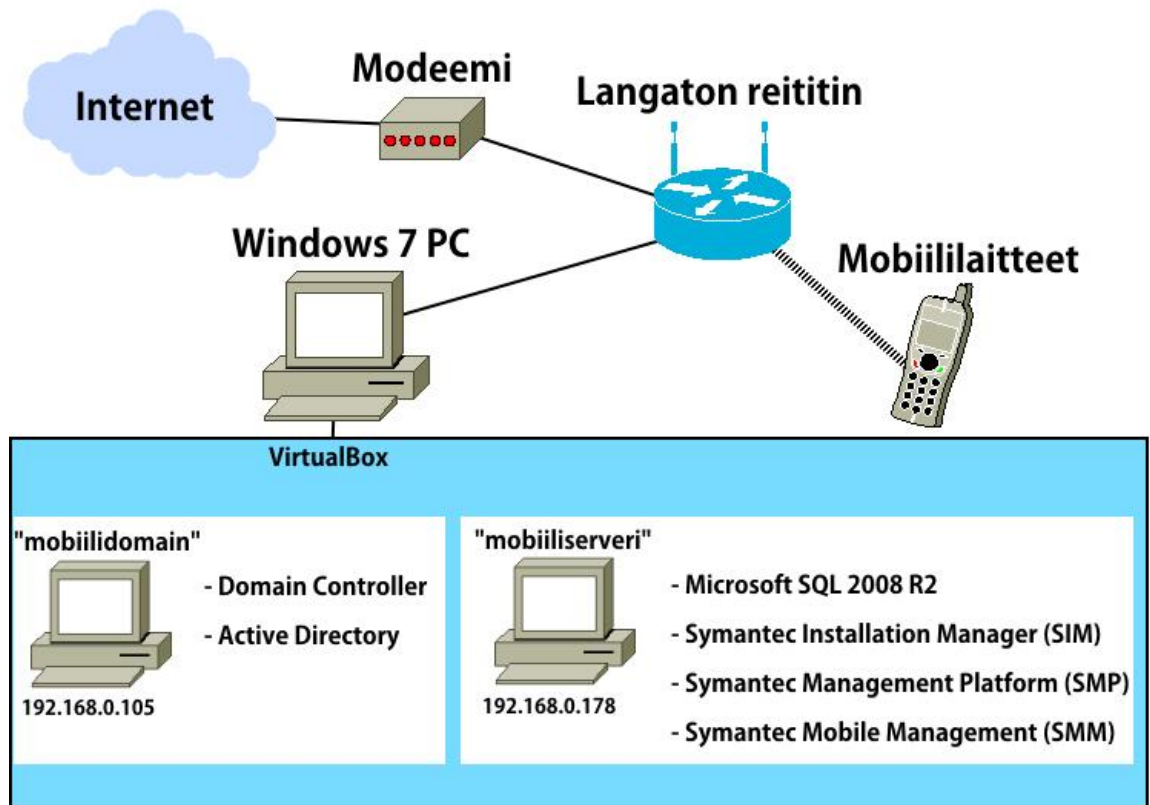 Internet
Modeemi
Langaton reititin
Windows 7 PC
Mobiililaitteet
VirtualBox
"mobiilidomain"
- Domain Controller
- Active Directory
192.168.0.105
"mobiiliserveri"
- Microsoft SQL 2008 R2
- Symantec Installation Manager (SIM)
- Symantec Management Platform (SMP)
- Symantec Mobile Management (SMM)
192.168.0.178